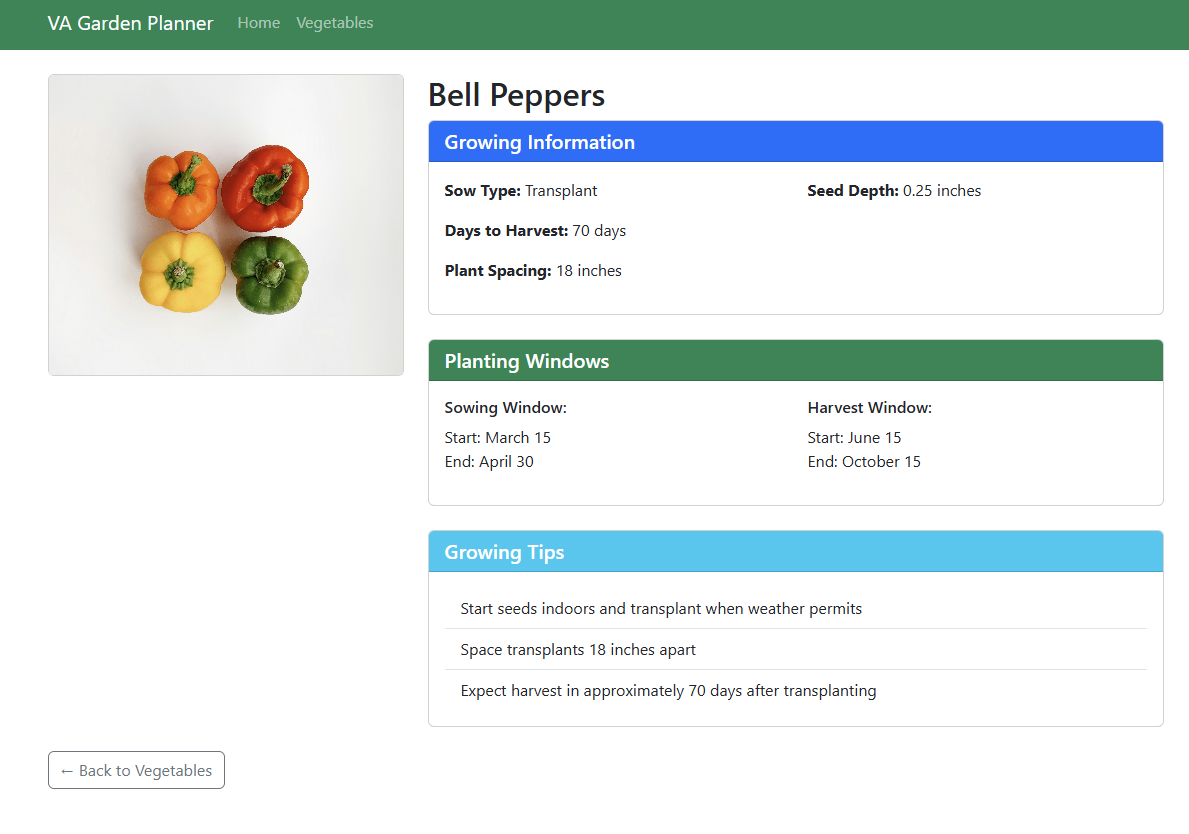 VA Garden Planner Home Vegetables
Bell Peppers
Growing Information
Sow Type: Transplant
Seed Depth: 0.25 inches
Days to Harvest: 70 days
Plant Spacing: 18 inches
Planting Windows
Sowing Window:
Start: March 15
End: April 30
Harvest Window:
Start: June 15
End: October 15
Growing Tips
Start seeds indoors and transplant when weather permits
Space transplants 18 inches apart
Expect harvest in approximately 70 days after transplanting
← Back to Vegetables